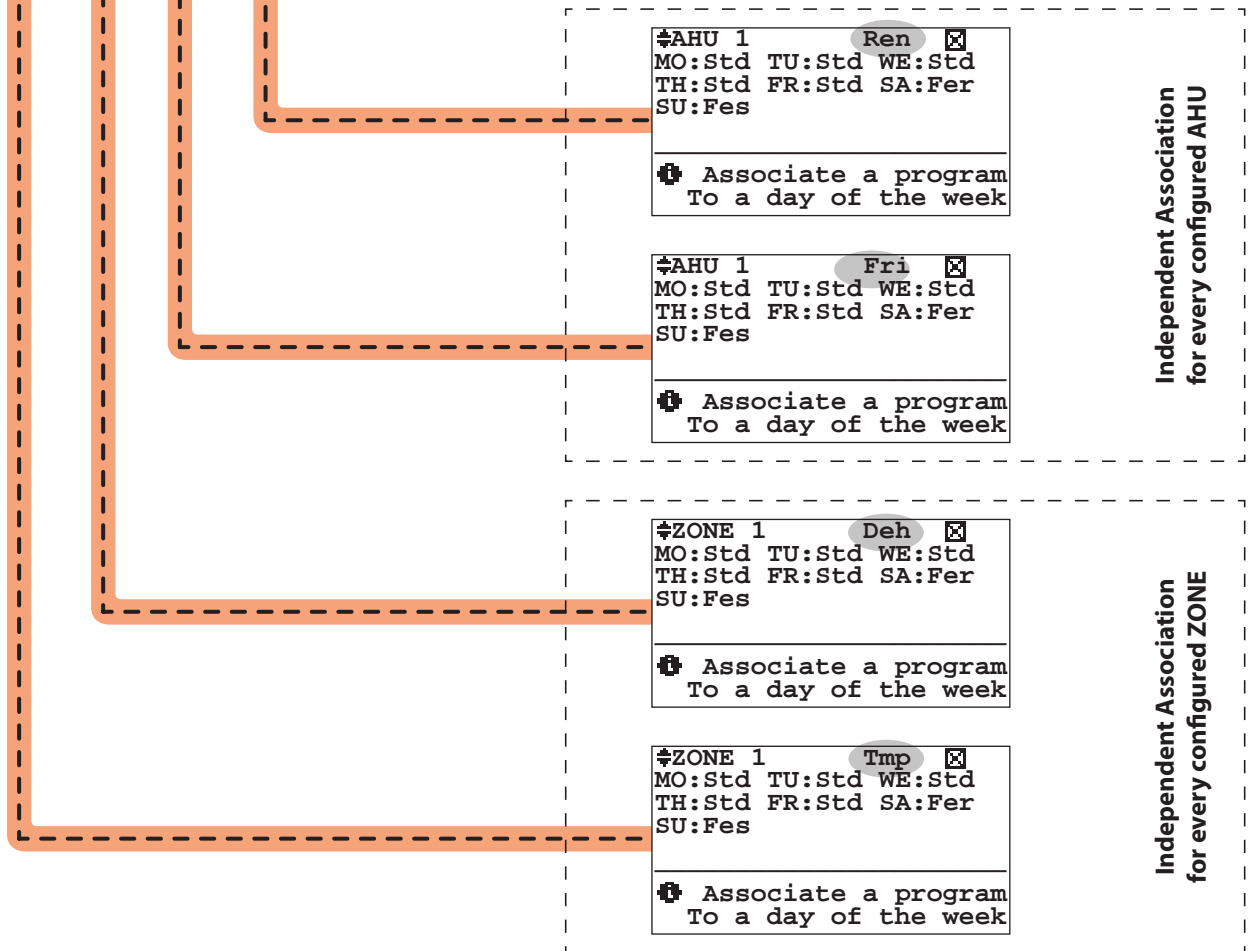 AHU 1 Ren
MO:Std TU:Std WE:Std
TH:Std FR:Std SA:Fer
SU:Fes
Associate a program
To a day of the week
AHU 1 Fri
MO:Std TU:Std WE:Std
TH:Std FR:Std SA:Fer
SU:Fes
Associate a program
To a day of the week
Independent Association
for every configured AHU
ZONE 1 Deh
MO:Std TU:Std WE:Std
TH:Std FR:Std SA:Fer
SU:Fes
Associate a program
To a day of the week
ZONE 1 Tmp
MO:Std TU:Std WE:Std
TH:Std FR:Std SA:Fer
SU:Fes
Associate a program
To a day of the week
Independent Association
for every configured ZONE